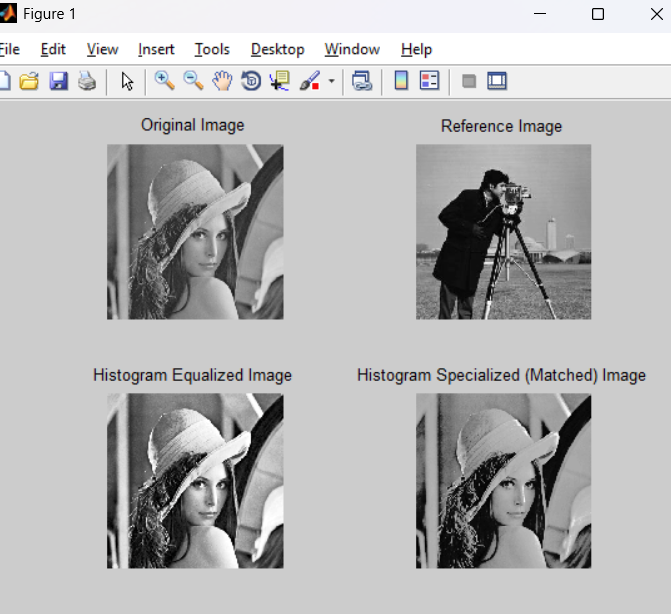 Figure 1
File Edit View Insert Tools Desktop Window Help
Original Image
Reference Image
Histogram Equalized Image
Histogram Specialized (Matched) Image